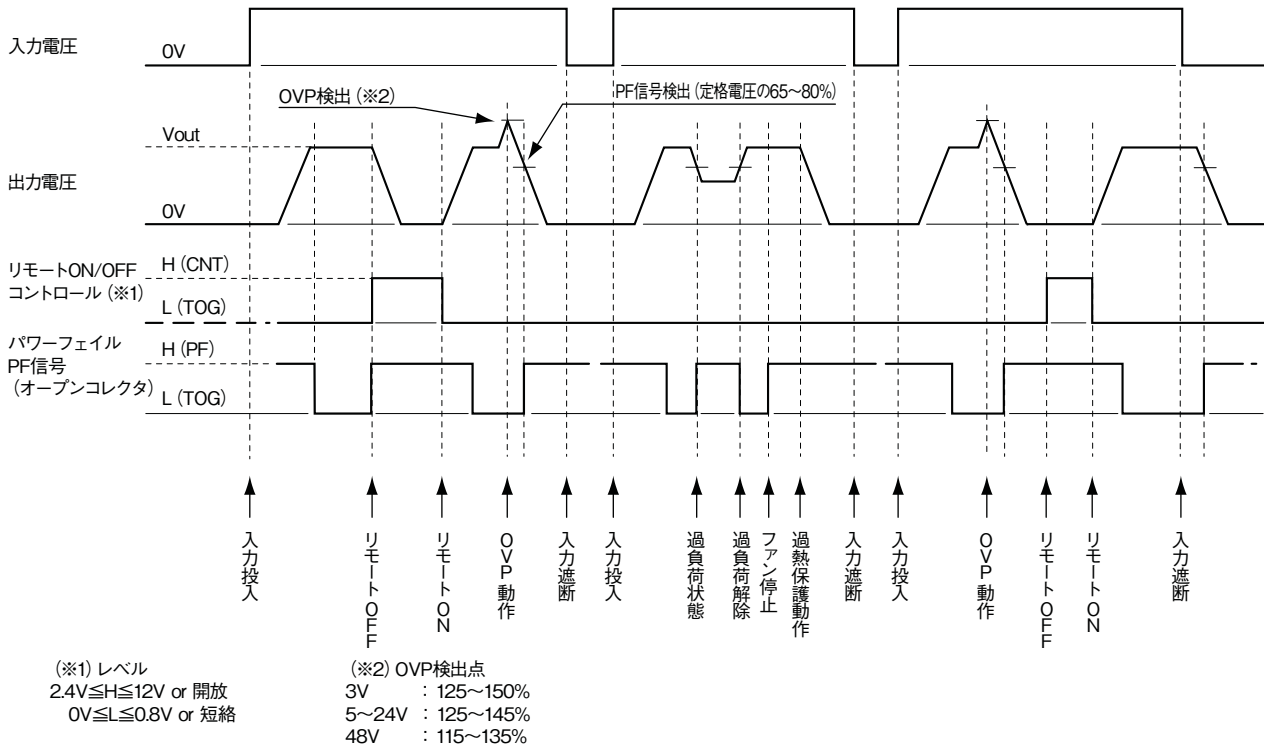 入力電圧
0V
OVP検出（※2）
PF信号検出（定格電圧の65～80%）
Vout
出力電圧
0V
リモートON/OFF
コントロール（※1）
H（CNT）
L（TOG）
パワーフェイル
PF信号
（オープンコレクタ）
H（PF）
L（TOG）
入力投入
リモートOFF
リモートON
OVP動作
入力遮断
入力投入
過負荷状態
過負荷解除
ファン停止
過熱保護動作
入力遮断
入力投入
OVP動作
リモートOFF
リモートON
入力遮断
（※1）レベル
2.4V≦H≦12V or 開放
0V≦L≦0.8V or 短絡
（※2）OVP検出点
3V ：125～150%
5～24V ：125～145%
48V ：115～135%